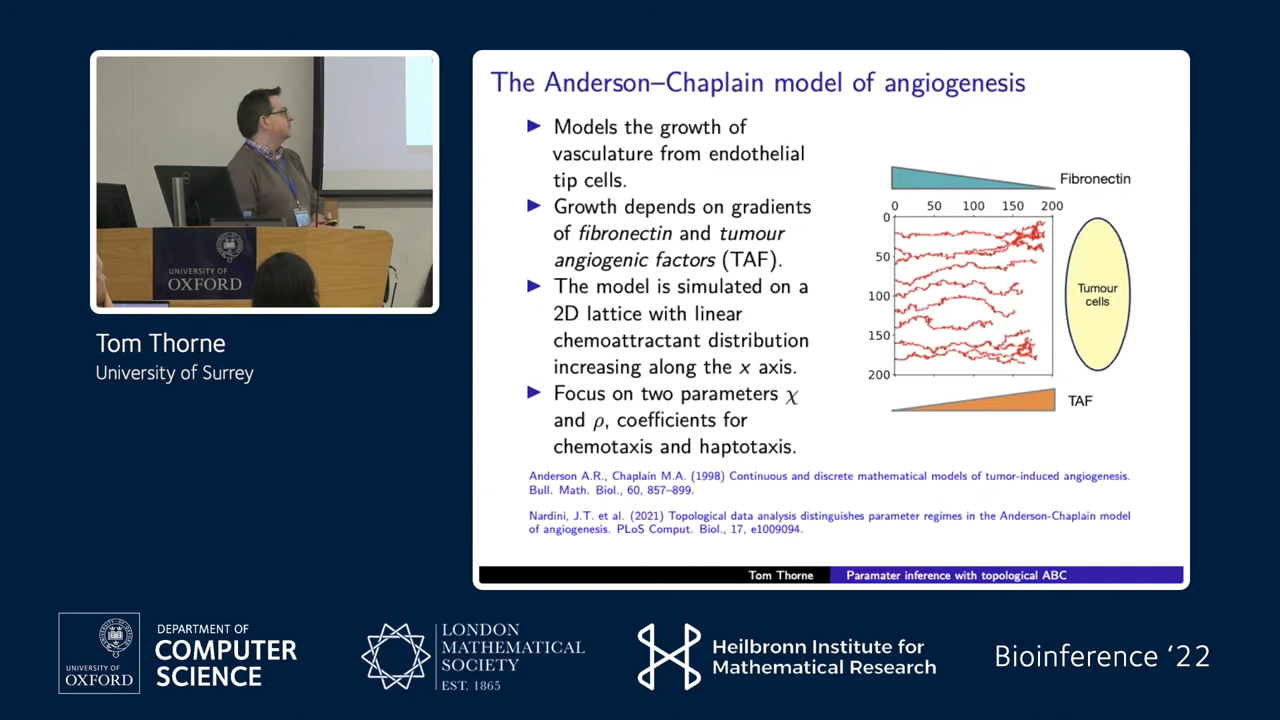 UNIVERSITY OF
OXFORD
Tom Thorne
University of Surrey
The Anderson–Chaplain model of angiogenesis
Models the growth of
vasculature from endothelial
tip cells.
Growth depends on gradients
of fibronectin and tumour
angiogenic factors (TAF).
The model is simulated on a
2D lattice with linear
chemoattractant distribution
increasing along the x axis.
Focus on two parameters χ
and ρ, coefficients for
chemotaxis and haptotaxis.
Fibronectin
0 50 100 150 200
0
50
100
150
200
Tumour
cells
TAF
Anderson A.R., Chaplain M.A. (1998) Continuous and discrete mathematical models of tumor-induced angiogenesis.
Bull. Math. Biol., 60, 857–899.
Nardini, J.T. et al. (2021) Topological data analysis distinguishes parameter regimes in the Anderson-Chaplain model
of angiogenesis. PLoS Comput. Biol., 17, e1009094.
Tom Thorne Paramater inference with topological ABC
UNIVERSITY OF
OXFORD
DEPARTMENT OF
COMPUTER
SCIENCE
LONDON
MATHEMATICAL
SOCIETY
EST. 1865
Heilbronn Institute for
Mathematical Research
Bioinference ‘22